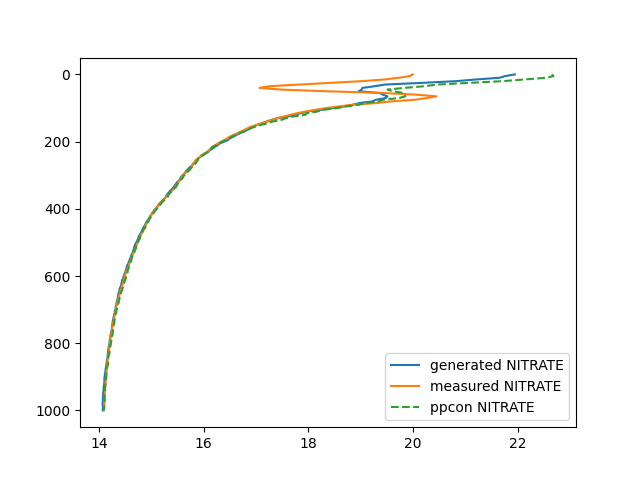 0
200
400
600
800
1000
14 16 18 20 22
generated NITRATE
measured NITRATE
ppcon NITRATE